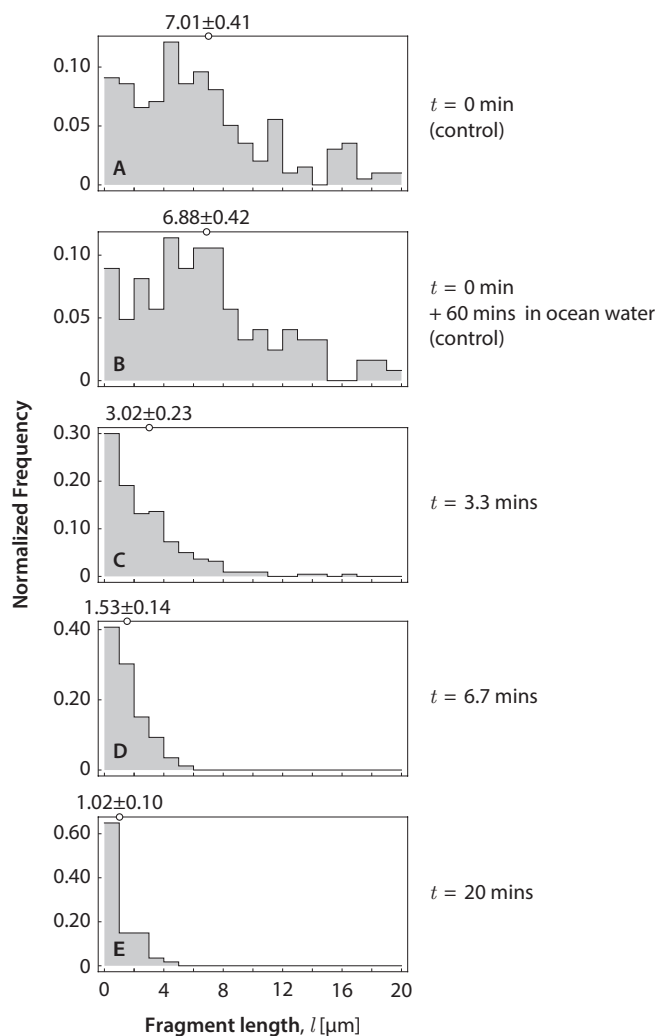 7.01±0.41
0.10
0.05
0
A
t = 0 min
(control)
6.88±0.42
0.10
0.05
0
B
t = 0 min
+ 60 mins in ocean water
(control)
3.02±0.23
0.30
0.20
0.10
0
C
t = 3.3 mins
Normalized Frequency
1.53±0.14
0.40
0.20
0
D
t = 6.7 mins
1.02±0.10
0.60
0.40
0.20
0
E
t = 20 mins
0 4 8 12 16 20
Fragment length, l [µm]